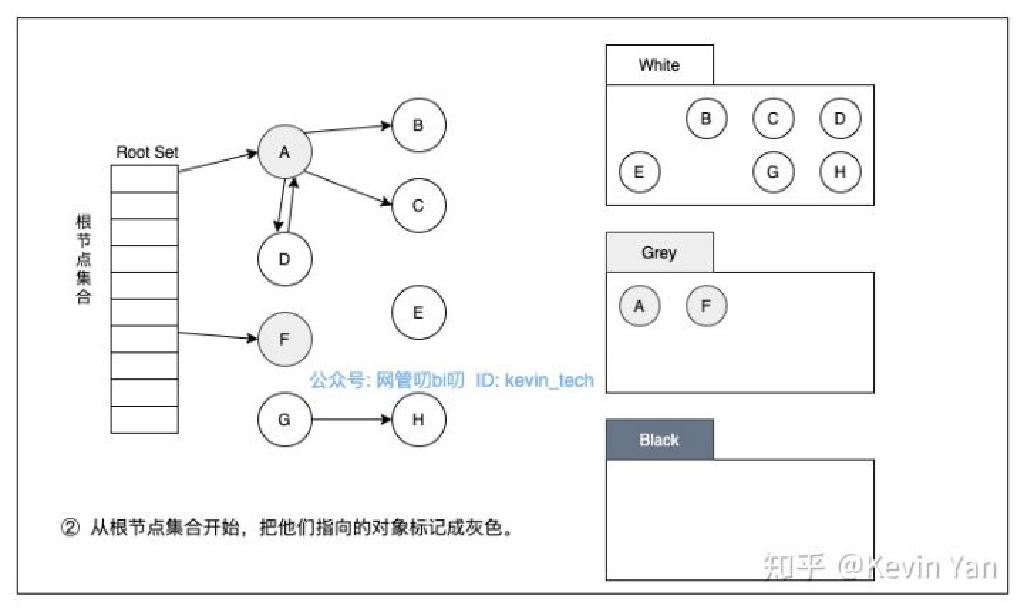 White
B C D
E G H
Root Set
根节点集合
A
B
C
D
E
F
G
H
Grey
A F
公众号: 网管叨bi叨 ID: kevin_tech
Black
② 从根节点集合开始，把他们指向的对象标记成灰色。
知乎 @Kevin Yan